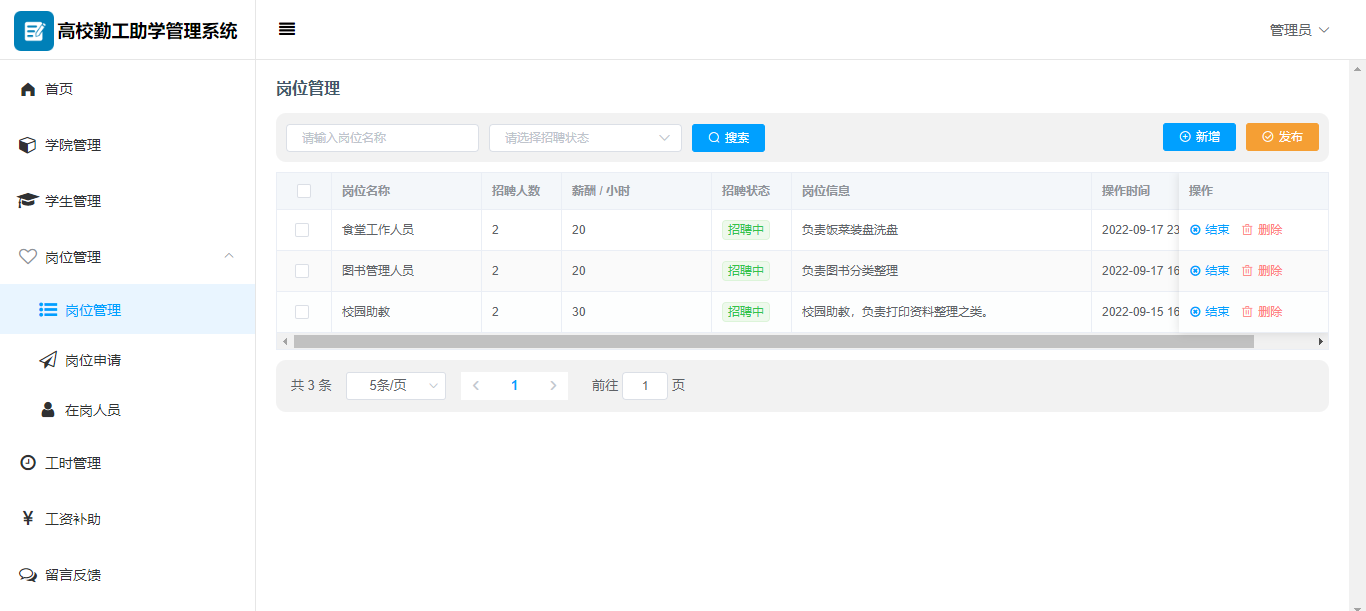 高校勤工助学管理系统
管理员
首页
学院管理
学生管理
岗位管理
岗位管理
岗位申请
在岗人员
工时管理
工资补助
留言反馈
岗位管理
请输入岗位名称 请选择招聘状态 搜索 新增 发布
岗位名称 招聘人数 薪酬 / 小时 招聘状态 岗位信息 操作时间 操作
食堂工作人员 2 20 招聘中 负责饭菜装盘洗盘 2022-09-17 23 结束 删除
图书管理人员 2 20 招聘中 负责图书分类整理 2022-09-17 16 结束 删除
校园助教 2 30 招聘中 校园助教，负责打印资料整理之类。 2022-09-15 16 结束 删除
共 3 条 5条/页 1 前往 1 页